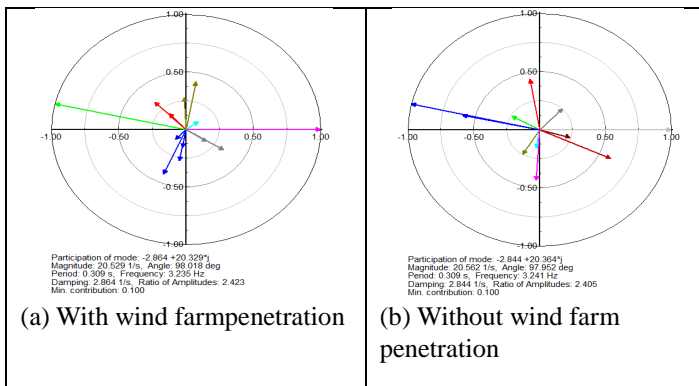 1.00
0.50
-1.00
-0.50
0.50
1.00
-0.50
-1.00
Participation of mode: -2.864 +20.329*j
Magnitude: 20.529 1/s, Angle: 98.018 deg
Period: 0.309 s, Frequency: 3.235 Hz
Damping: 2.864 1/s, Ratio of Amplitudes: 2.423
Min. contribution: 0.100
(a) With wind farmpenetration
1.00
0.50
-1.00
-0.50
0.50
1.00
-0.50
-1.00
Participation of mode: -2.844 +20.364*j
Magnitude: 20.562 1/s, Angle: 97.952 deg
Period: 0.309 s, Frequency: 3.241 Hz
Damping: 2.844 1/s, Ratio of Amplitudes: 2.405
Min. contribution: 0.100
(b) Without wind farm
penetration